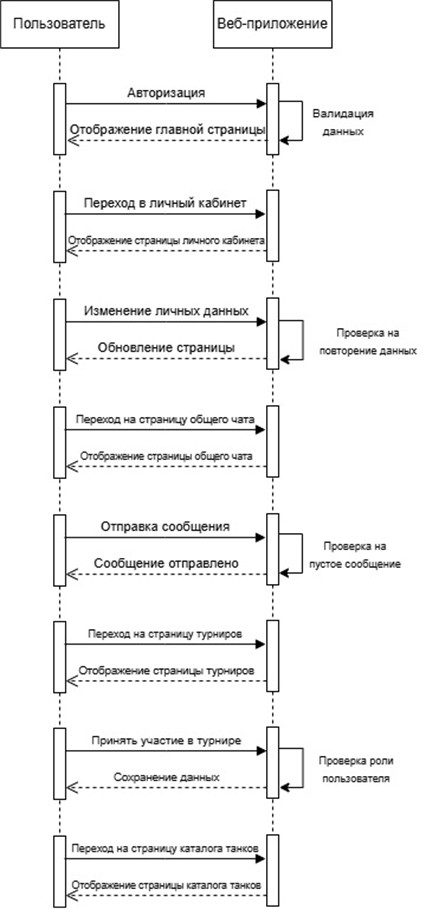 Пользователь
Веб-приложение
Авторизация
Валидация
данных
Отображение главной страницы
Переход в личный кабинет
Отображение страницы личного кабинета
Изменение личных данных
Проверка на
повторение данных
Обновление страницы
Переход на страницу общего чата
Отображение страницы общего чата
Отправка сообщения
Проверка на
пустое сообщение
Сообщение отправлено
Переход на страницу турниров
Отображение страницы турниров
Принять участие в турнире
Проверка роли
пользователя
Сохранение данных
Переход на страницу каталога танков
Отображение страницы каталога танков